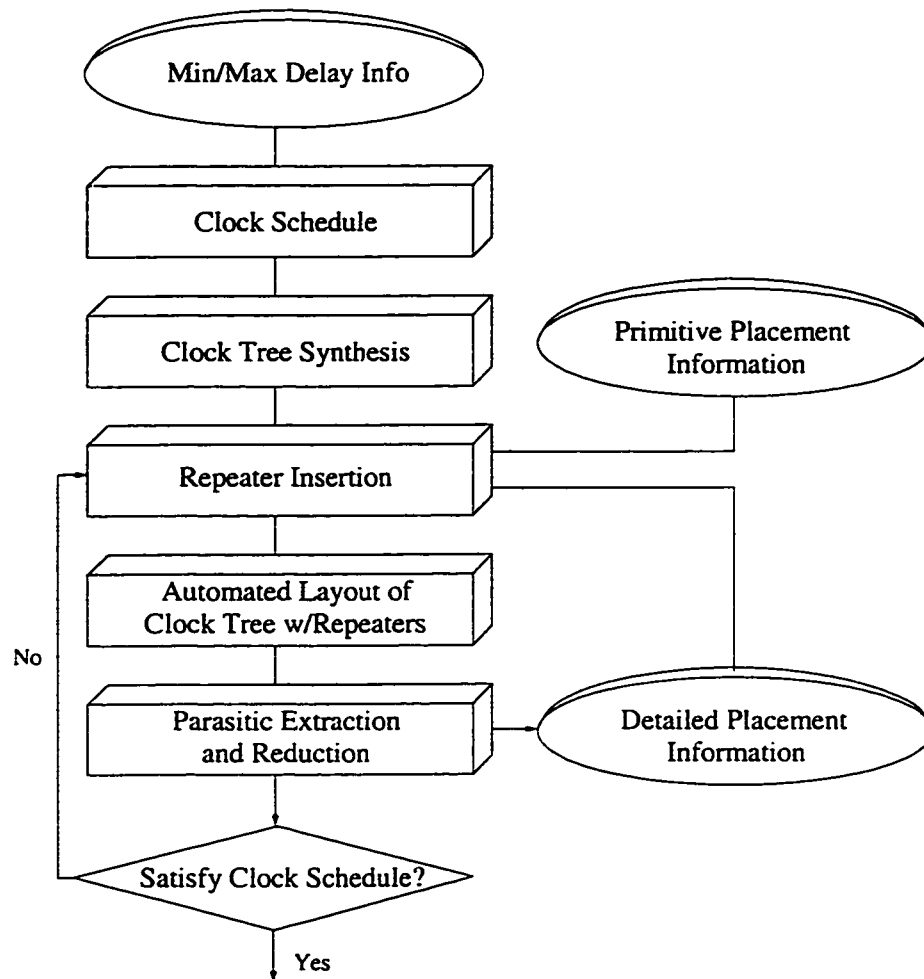 Min/Max Delay Info
Clock Schedule
Clock Tree Synthesis
Primitive Placement
Information
Repeater Insertion
Automated Layout of
Clock Tree w/Repeaters
No
Parasitic Extraction
and Reduction
Detailed Placement
Information
Satisfy Clock Schedule?
Yes